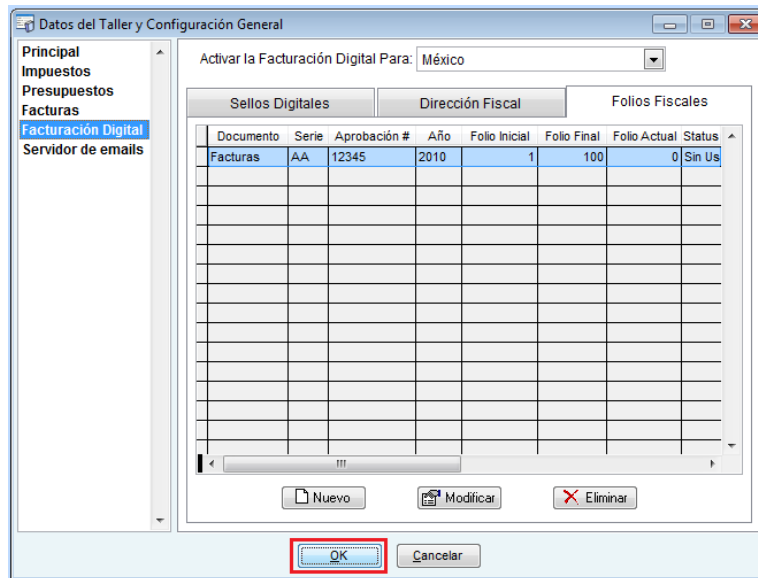 Datos del Taller y Configuración General
Principal
Impuestos
Presupuestos
Facturas
Facturación Digital
Servidor de emails
Activar la Facturación Digital Para: México
Sellos Digitales Dirección Fiscal Folios Fiscales
Documento Serie Aprobación # Año Folio Inicial Folio Final Folio Actual Status
Facturas AA 12345 2010 1 100 0 Sin Us
Nuevo Modificar Eliminar
OK Cancelar